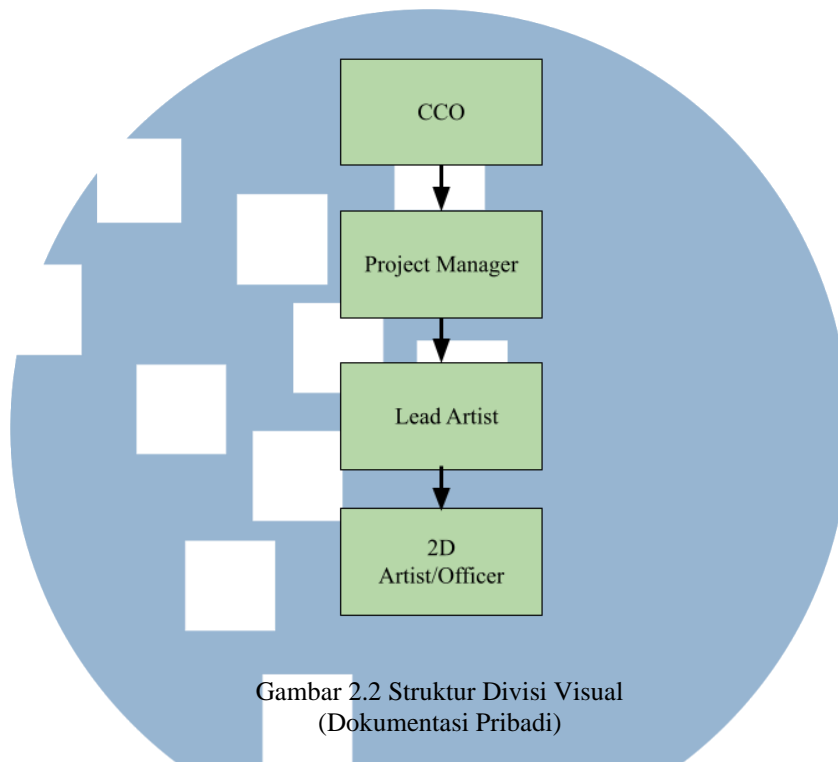 CCO
Project Manager
Lead Artist
2D
Artist/Officer
Gambar 2.2 Struktur Divisi Visual
(Dokumentasi Pribadi)